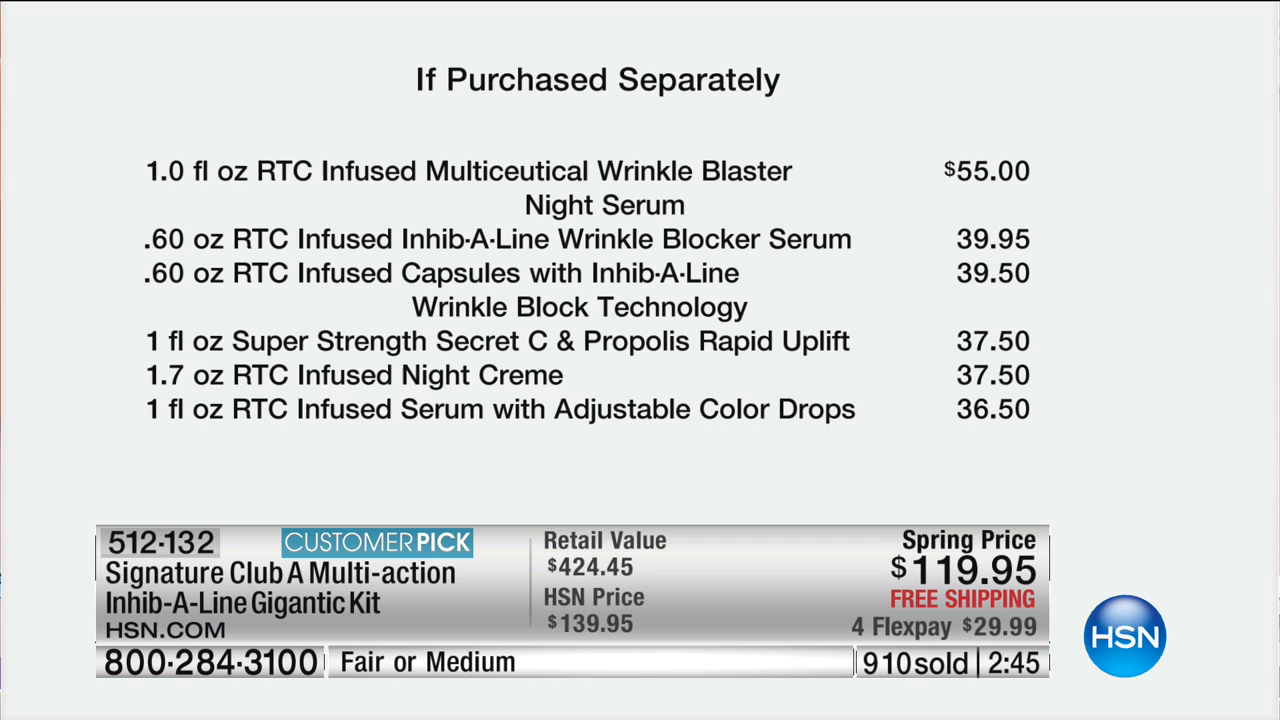 If Purchased Separately
1.0 fl oz RTC Infused Multiceutical Wrinkle Blaster $55.00
Night Serum
.60 oz RTC Infused Inhib·A·Line Wrinkle Blocker Serum 39.95
.60 oz RTC Infused Capsules with Inhib·A·Line 39.50
Wrinkle Block Technology
1 fl oz Super Strength Secret C & Propolis Rapid Uplift 37.50
1.7 oz RTC Infused Night Creme 37.50
1 fl oz RTC Infused Serum with Adjustable Color Drops 36.50
512·132 CUSTOMERPICK
Signature Club A Multi-action
Inhib-A-Line Gigantic Kit
HSN.COM
Retail Value
$424.45
HSN Price
$139.95
Spring Price
$119.95
FREE SHIPPING
4 Flexpay $29.99
HSN
800·284·3100 Fair or Medium 910 sold 2:45